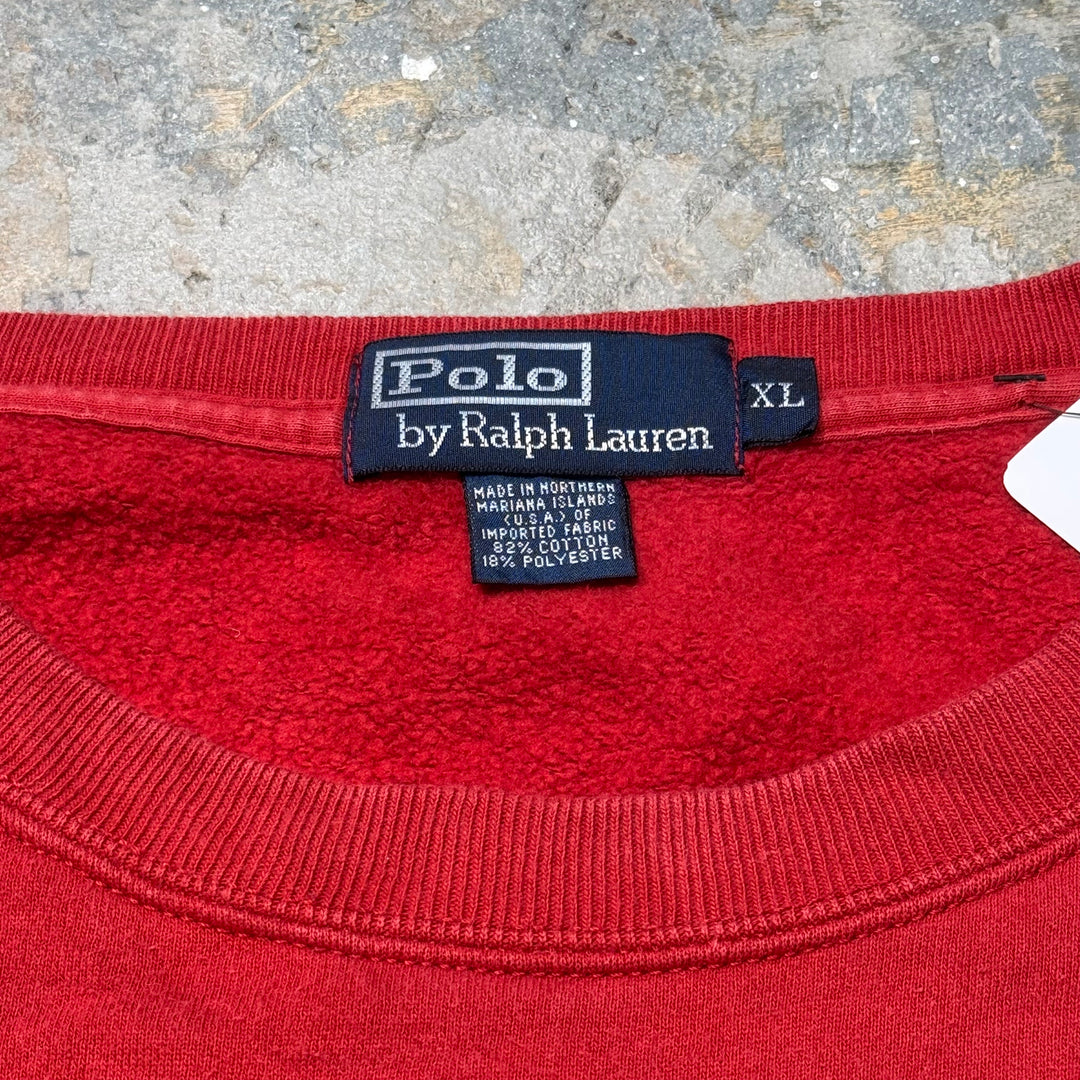 Polo
by Ralph Lauren
XL
MADE IN NORTHERN
MARIANA ISLANDS
(U.S.A.) OF
IMPORTED FABRIC
82% COTTON
18% POLYESTER